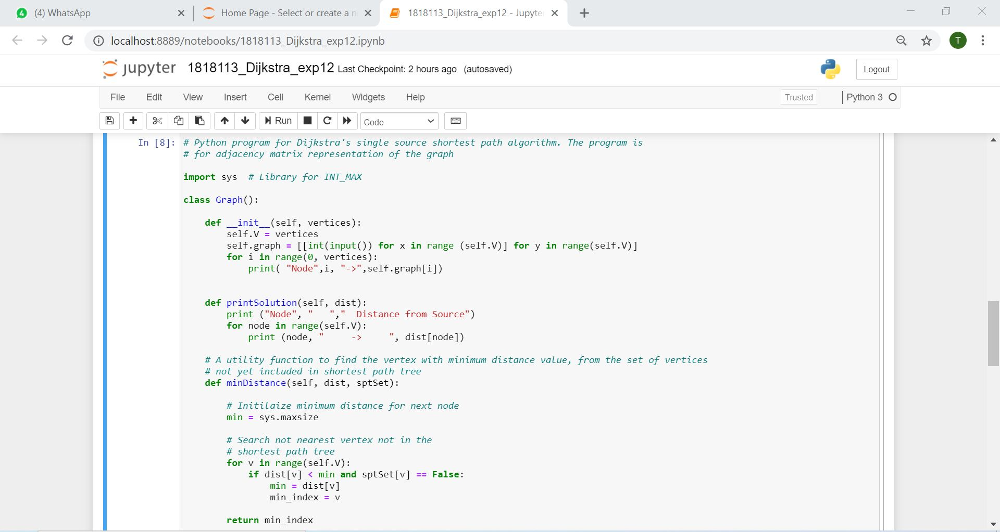 4 (4) WhatsApp
Home Page - Select or create a n
1818113_Dijkstra_exp12 - Jupyte
localhost:8889/notebooks/1818113_Dijkstra_exp12.ipynb
T
jupyter 1818113_Dijkstra_exp12 Last Checkpoint: 2 hours ago (autosaved)
Logout
File Edit View Insert Cell Kernel Widgets Help
Trusted
Python 3
Run
Code
In [8]: # Python program for Dijkstra's single source shortest path algorithm. The program is
# for adjacency matrix representation of the graph
import sys  # Library for INT_MAX
class Graph():
    def __init__(self, vertices):
        self.V = vertices
        self.graph = [[int(input()) for x in range (self.V)] for y in range(self.V)]
        for i in range(0, vertices):
            print( "Node",i, "->",self.graph[i])
    def printSolution(self, dist):
        print ("Node", "   ","  Distance from Source")
        for node in range(self.V):
            print (node, "     ->     ", dist[node])
    # A utility function to find the vertex with minimum distance value, from the set of vertices
    # not yet included in shortest path tree
    def minDistance(self, dist, sptSet):
        # Initilaize minimum distance for next node
        min = sys.maxsize
        # Search not nearest vertex not in the
        # shortest path tree
        for v in range(self.V):
            if dist[v] < min and sptSet[v] == False:
                min = dist[v]
                min_index = v
        return min_index